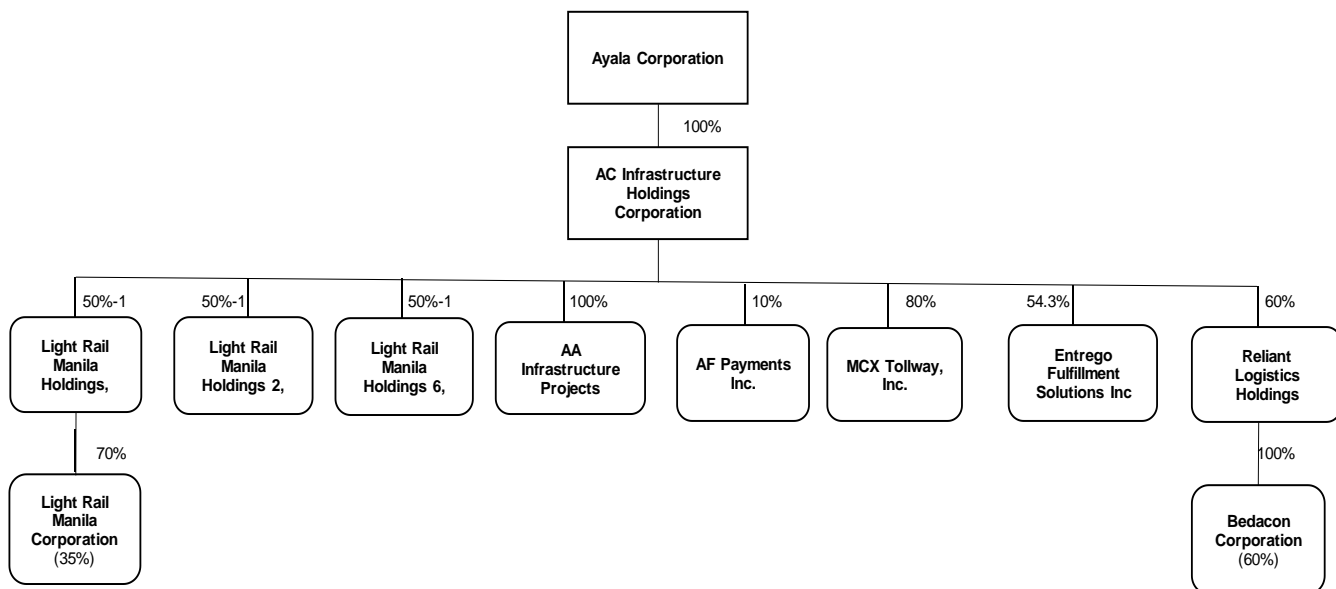 Ayala Corporation
100%
AC Infrastructure
Holdings
Corporation
50%-1
50%-1
50%-1
100%
10%
80%
54.3%
60%
Light Rail
Manila
Holdings,
Light Rail
Manila
Holdings 2,
Light Rail
Manila
Holdings 6,
AA
Infrastructure
Projects
AF Payments
Inc.
MCX Tollway,
Inc.
Entrego
Fulfillment
Solutions Inc
Reliant
Logistics
Holdings
70%
100%
Light Rail
Manila
Corporation
(35%)
Bedacon
Corporation
(60%)